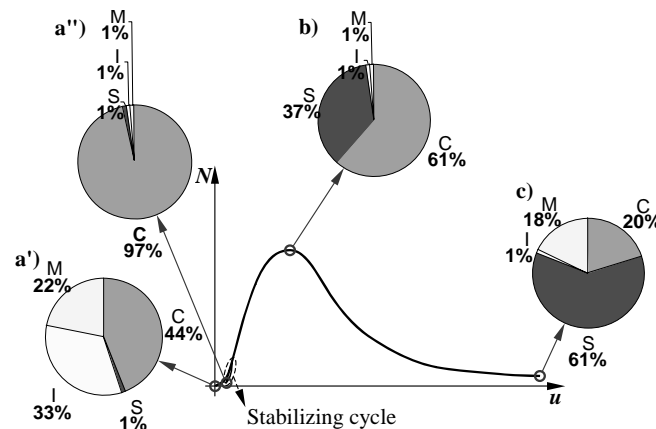 a'')
M
1%
I
1%
S
1%
C
97%
b)
M
1%
I
1%
S
37%
C
61%
N
c)
M
18%
C
20%
I
1%
S
61%
a')
M
22%
C
44%
I
33%
S
1%
u
Stabilizing cycle